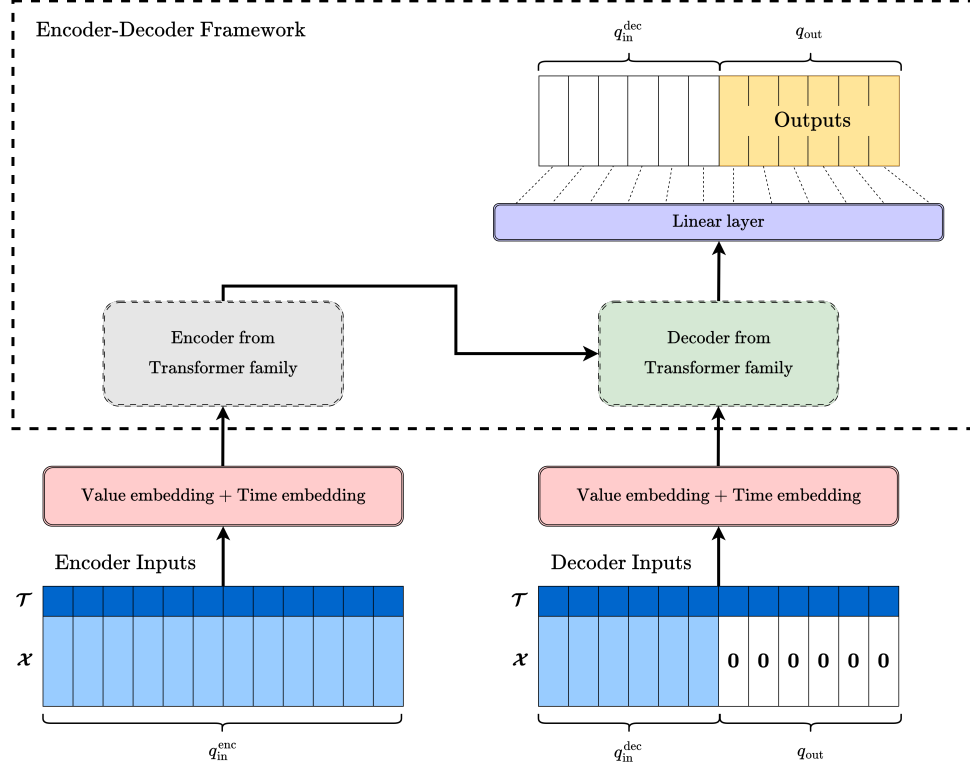 Encoder-Decoder Framework
q_in^dec
q_out
Outputs
Linear layer
Encoder from
Transformer family
Decoder from
Transformer family
Value embedding + Time embedding
Value embedding + Time embedding
Encoder Inputs
Decoder Inputs
𝒯
𝒯
𝒳
𝒳
0 0 0 0 0 0
q_in^enc
q_in^dec
q_out